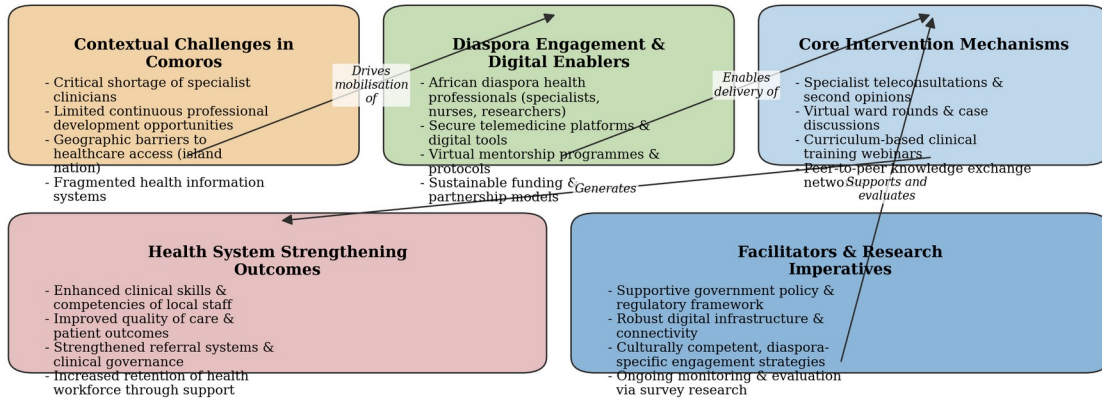 Contextual Challenges in
Comoros
- Critical shortage of specialist
clinicians
- Limited continuous professional
development opportunities
- Geographic barriers to
healthcare access (island
nation)
- Fragmented health information
systems
Drives
mobilisation
of
Diaspora Engagement &
Digital Enablers
- African diaspora health
professionals (specialists,
nurses, researchers)
- Secure telemedicine platforms &
digital tools
- Virtual mentorship programmes &
protocols
- Sustainable funding &
partnership models
Enables
delivery of
Core Intervention Mechanisms
- Specialist teleconsultations &
second opinions
- Virtual ward rounds & case
discussions
- Curriculum-based clinical
training webinars
- Peer-to-peer knowledge exchange
Generates
Supports and
evaluates
Health System Strengthening
Outcomes
- Enhanced clinical skills &
competencies of local staff
- Improved quality of care &
patient outcomes
- Strengthened referral systems &
clinical governance
- Increased retention of health
workforce through support
Facilitators & Research
Imperatives
- Supportive government policy &
regulatory framework
- Robust digital infrastructure &
connectivity
- Culturally competent, diaspora-
specific engagement strategies
- Ongoing monitoring & evaluation
via survey research